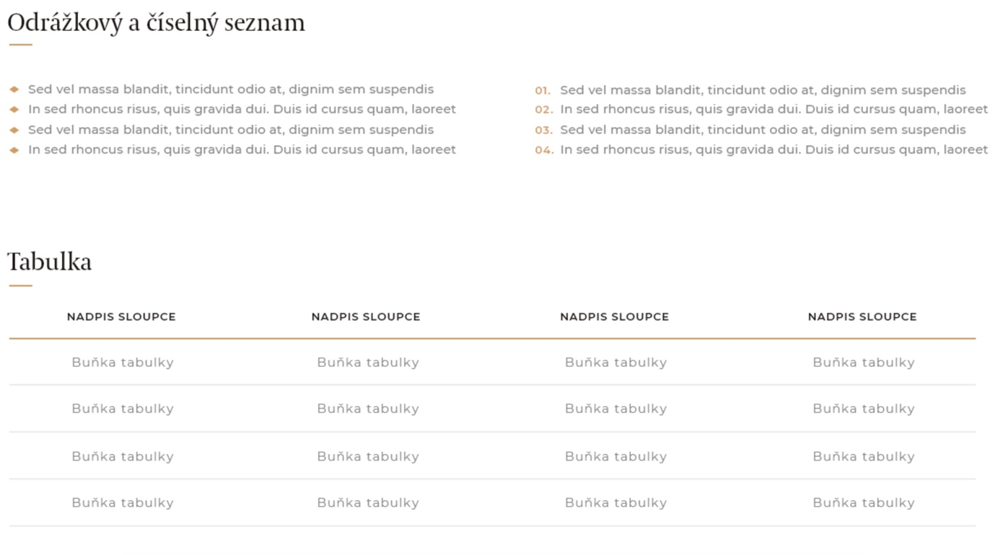 Odrážkový a číselný seznam
Sed vel massa blandit, tincidunt odio at, dignim sem suspendis
In sed rhoncus risus, quis gravida dui. Duis id cursus quam, laoreet
Sed vel massa blandit, tincidunt odio at, dignim sem suspendis
In sed rhoncus risus, quis gravida dui. Duis id cursus quam, laoreet
01. Sed vel massa blandit, tincidunt odio at, dignim sem suspendis
02. In sed rhoncus risus, quis gravida dui. Duis id cursus quam, laoreet
03. Sed vel massa blandit, tincidunt odio at, dignim sem suspendis
04. In sed rhoncus risus, quis gravida dui. Duis id cursus quam, laoreet
Tabulka
NADPIS SLOUPCE NADPIS SLOUPCE NADPIS SLOUPCE NADPIS SLOUPCE
Buňka tabulky Buňka tabulky Buňka tabulky Buňka tabulky
Buňka tabulky Buňka tabulky Buňka tabulky Buňka tabulky
Buňka tabulky Buňka tabulky Buňka tabulky Buňka tabulky
Buňka tabulky Buňka tabulky Buňka tabulky Buňka tabulky